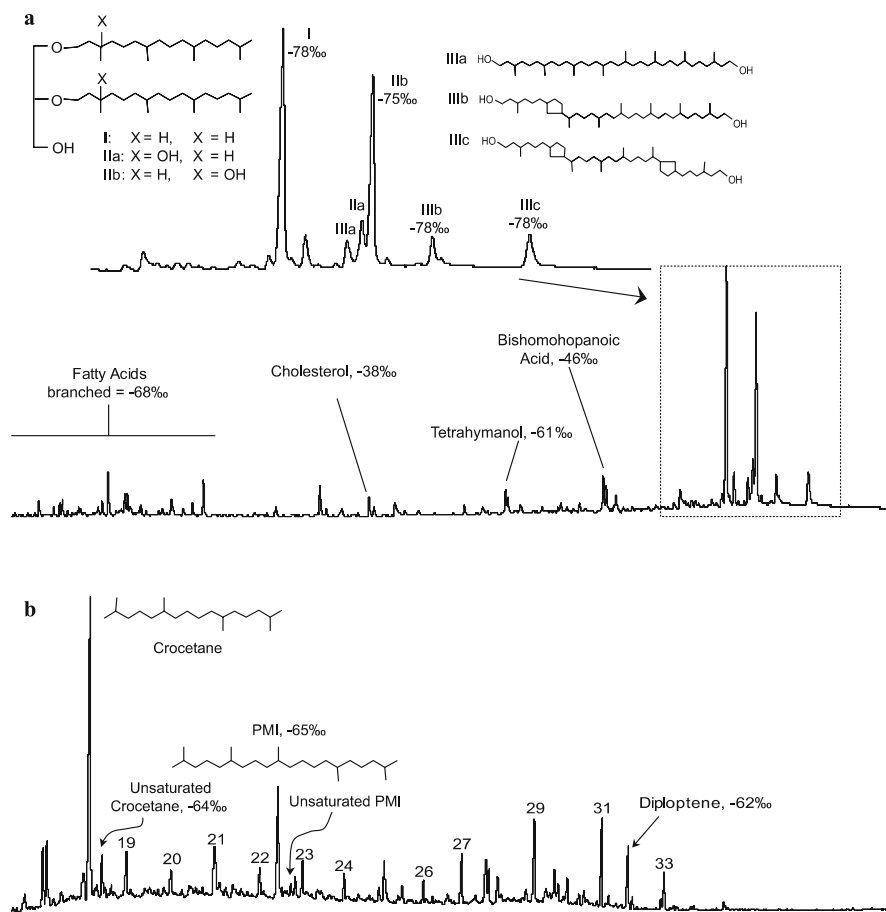 a
X
H
O
X
H
O
OH
I: X = H, X = H
IIa: X = OH, X = H
IIb: X = H, X = OH
I
-78‰
IIb
-75‰
IIa
IIIa
IIIb
-78‰
IIIc
-78‰
IIIa
HO
OH
IIIb
HO
OH
IIIc
HO
OH
Fatty Acids
branched = -68‰
Cholesterol, -38‰
Tetrahymanol, -61‰
Bishomohopanoic
Acid, -46‰
b
Crocetane
PMI, -65‰
Unsaturated
Crocetane, -64‰
Unsaturated PMI
19
20
21
22
23
24
26
27
29
31
Diploptene, -62‰
33